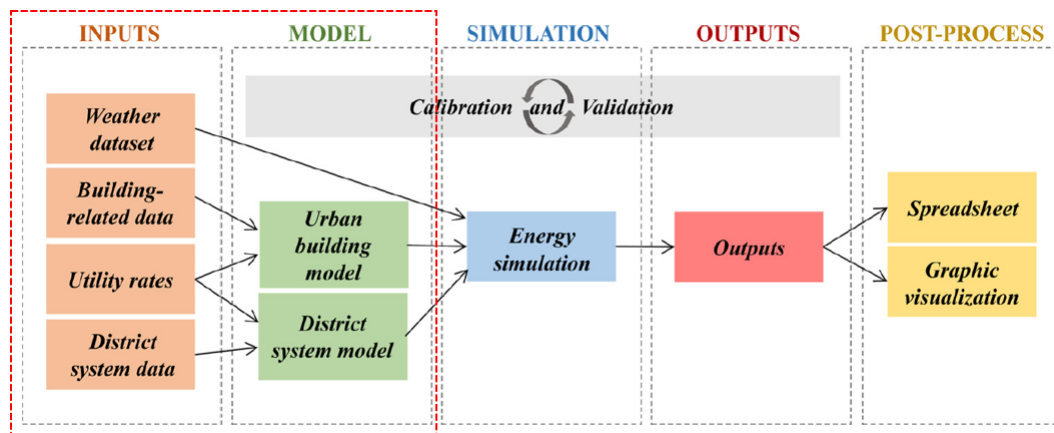 INPUTS
MODEL
SIMULATION
OUTPUTS
POST-PROCESS
Calibration and Validation
Weather
dataset
Building-
related data
Utility rates
District
system data
Urban
building
model
District
system model
Energy
simulation
Outputs
Spreadsheet
Graphic
visualization